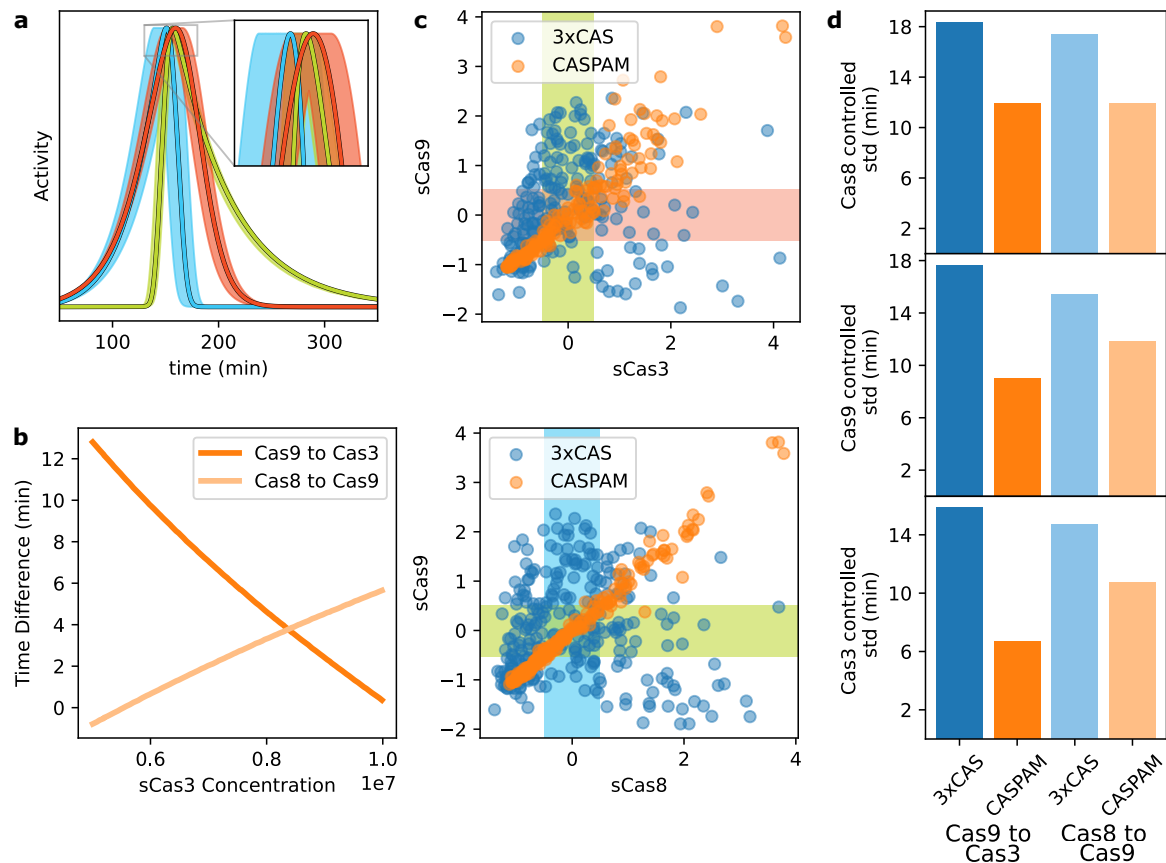 a
Activity
100
200
300
time (min)
b
12
10
8
6
4
2
0
Time Difference (min)
Cas9 to Cas3
Cas8 to Cas9
0.6
0.8
1.0
1e7
sCas3 Concentration
c
4
3
2
1
0
−1
−2
sCas9
3xCAS
CASPAM
0
2
4
sCas3
4
3
2
1
0
−1
−2
sCas9
3xCAS
CASPAM
0
2
4
sCas8
d
18
14
10
6
2
Cas8 controlled
std (min)
18
14
10
6
2
Cas9 controlled
std (min)
14
10
6
2
Cas3 controlled
std (min)
3xCAS
CASPAM
3xCAS
CASPAM
Cas9 to
Cas3
Cas8 to
Cas9